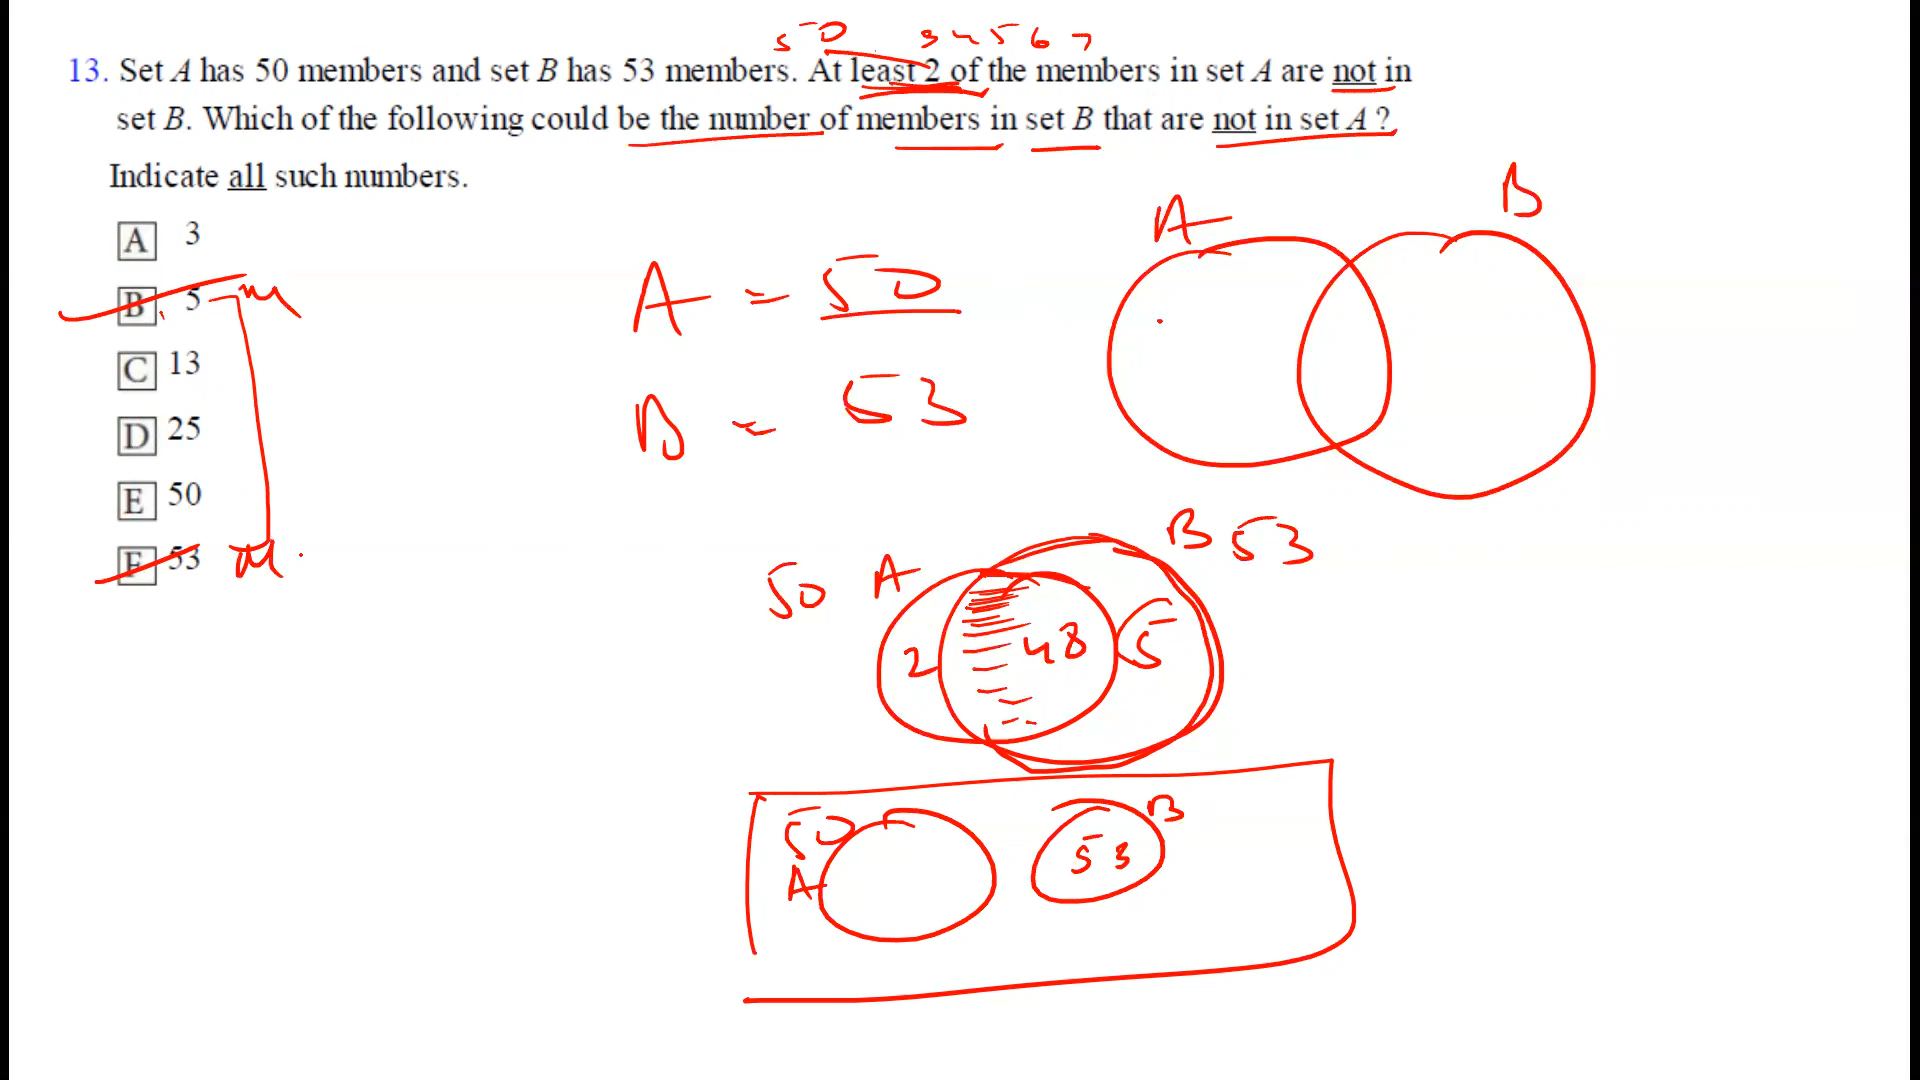 50 34567
13. Set A has 50 members and set B has 53 members. At least 2 of the members in set A are not in
set B. Which of the following could be the number of members in set B that are not in set A ?
Indicate all such numbers.
A 3
B 5 m
C 13
D 25
E 50
F 53 M
A = 50
B = 53
A B
50 A B 53
2 48 5
50 A
53 B